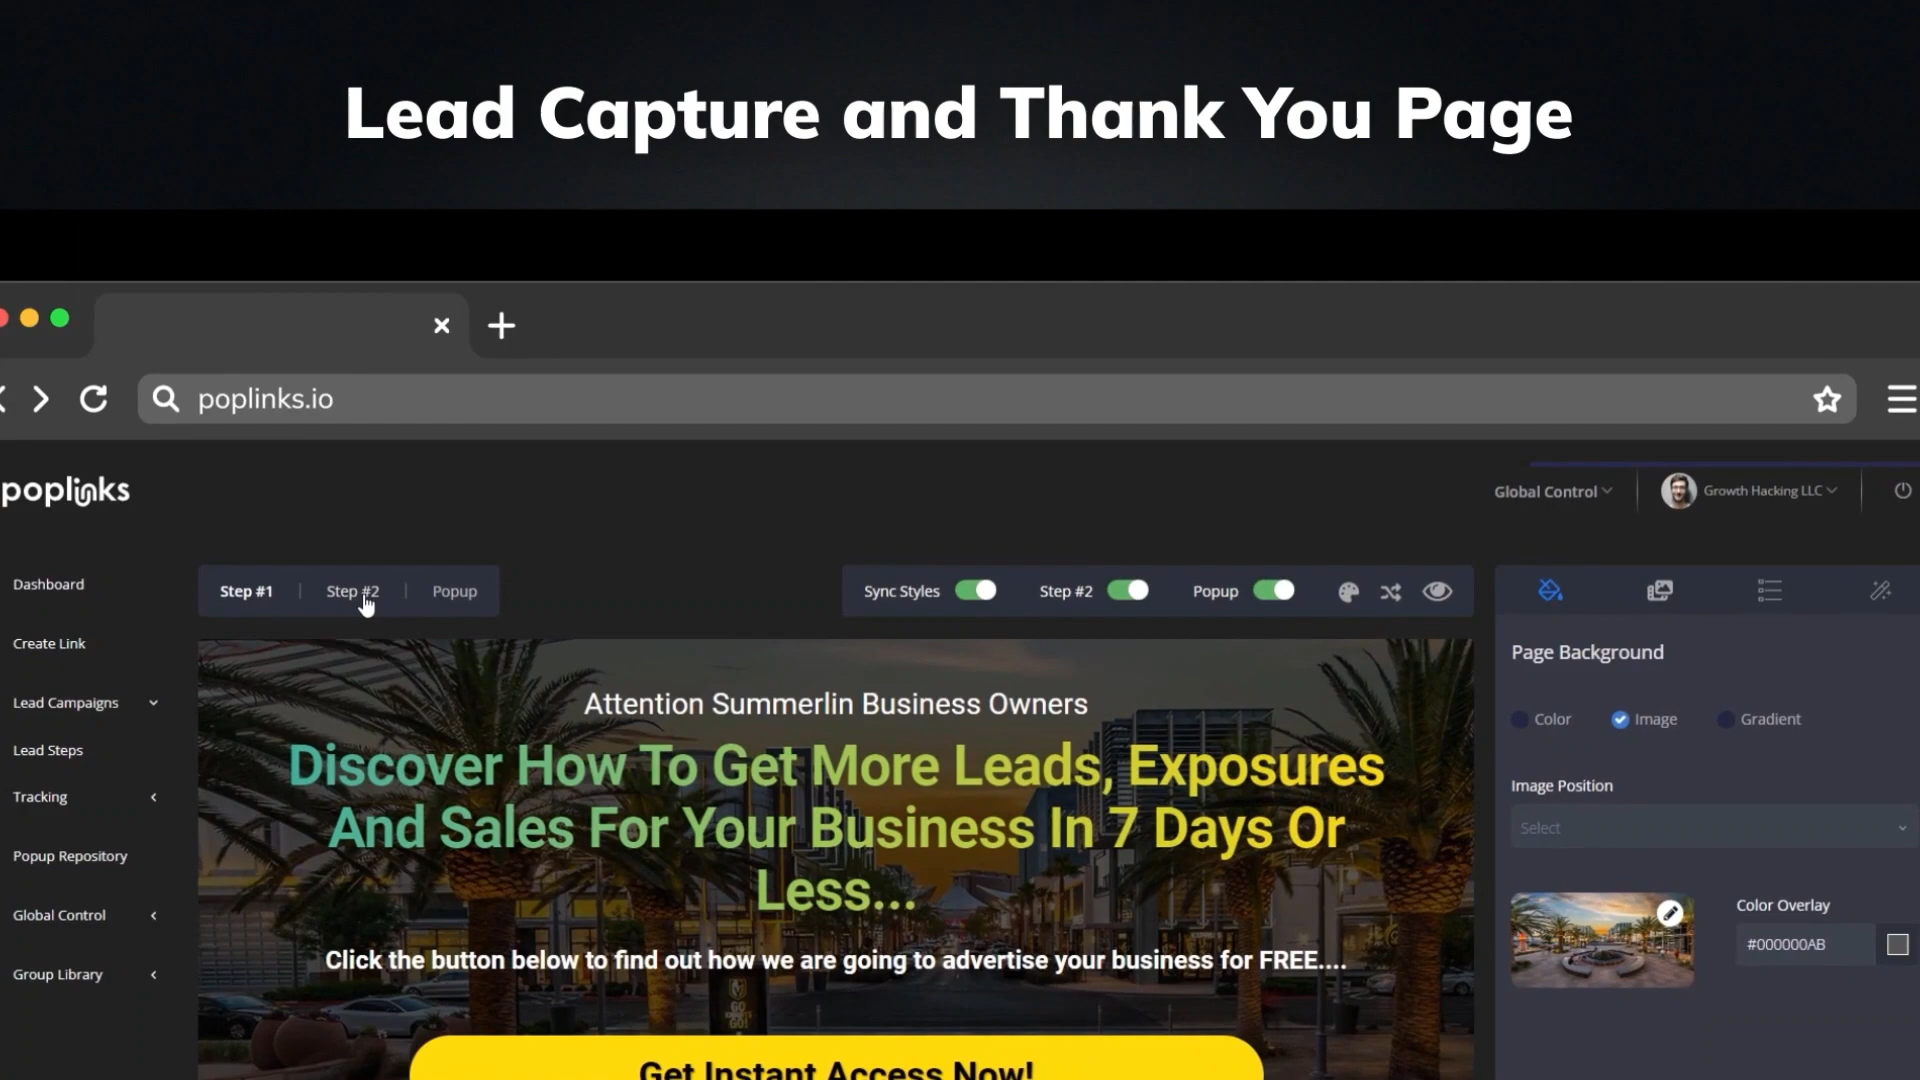 Lead Capture and Thank You Page
poplinks.io
poplinks
Global Control
Growth Hacking LLC
Dashboard
Create Link
Lead Campaigns
Lead Steps
Tracking
Popup Repository
Global Control
Group Library
Step #1
Step #2
Popup
Sync Styles
Step #2
Popup
Attention Summerlin Business Owners
Discover How To Get More Leads, Exposures
And Sales For Your Business In 7 Days Or
Less...
Click the button below to find out how we are going to advertise your business for FREE....
GO
KNIGHTS
GO!
Get Instant Access Now!
Page Background
Color
Image
Gradient
Image Position
Select
Color Overlay
#000000AB